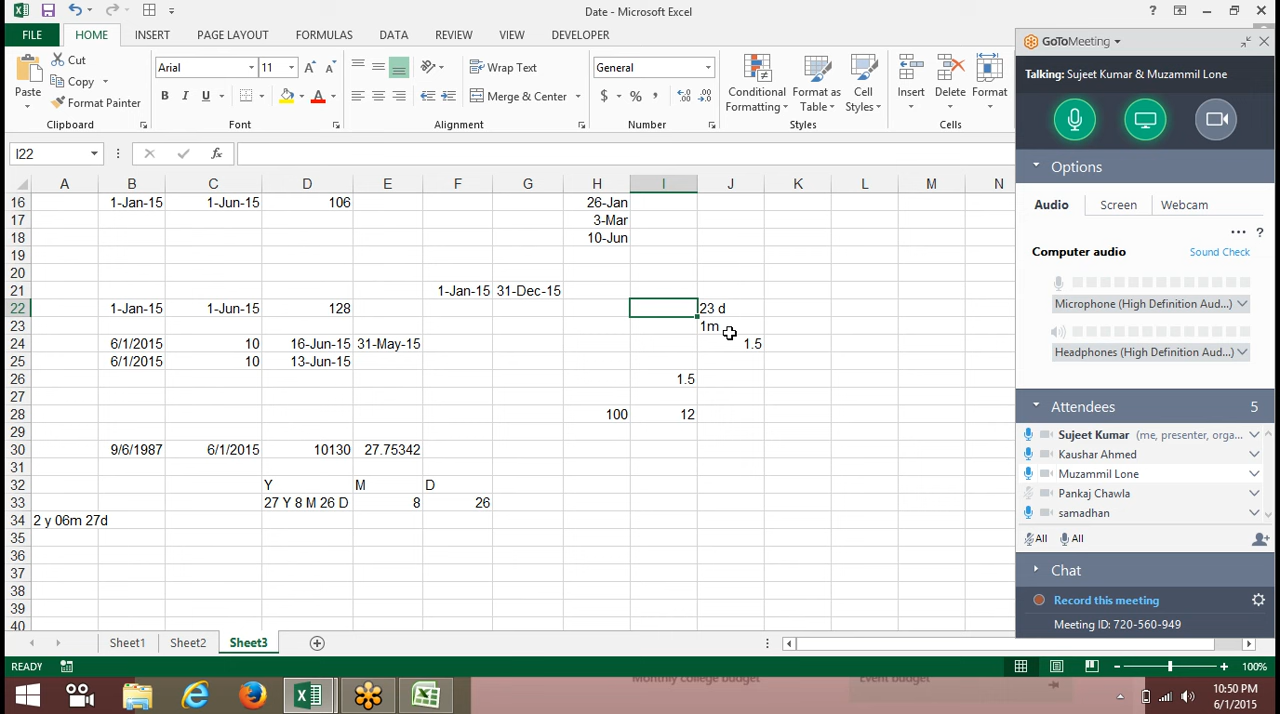 Date - Microsoft Excel
FILE HOME INSERT PAGE LAYOUT FORMULAS DATA REVIEW VIEW DEVELOPER
Paste
Cut
Copy
Format Painter
Clipboard
Arial 11
B I U
Font
Wrap Text
Merge & Center
Alignment
General
$ % ,
Number
Conditional Formatting
Format as Table
Cell Styles
Styles
Insert
Delete
Format
Cells
I22
fx
A B C D E F G H I J K L M N
16 1-Jan-15 1-Jun-15 106 26-Jan
17 3-Mar
18 10-Jun
19
20
21 1-Jan-15 31-Dec-15
22 1-Jan-15 1-Jun-15 128 23 d
23 1m
24 6/1/2015 10 16-Jun-15 31-May-15 1.5
25 6/1/2015 10 13-Jun-15
26 1.5
27
28 100 12
29
30 9/6/1987 6/1/2015 10130 27.75342
31
32 Y M D
33 27 Y 8 M 26 D 8 26
34 2 y 06m 27d
35
36
37
38
39
40
Sheet1 Sheet2 Sheet3
READY
100%
GoToMeeting
Talking: Sujeet Kumar & Muzammil Lone
Options
Audio Screen Webcam
... ?
Computer audio Sound Check
Microphone (High Definition Aud...)
Headphones (High Definition Aud...)
Attendees 5
Sujeet Kumar (me, presenter, orga...
Kaushar Ahmed
Muzammil Lone
Pankaj Chawla
samadhan
All All
Chat
Record this meeting
Meeting ID: 720-560-949
Monthly college budget
Event budget
10:50 PM
6/1/2015